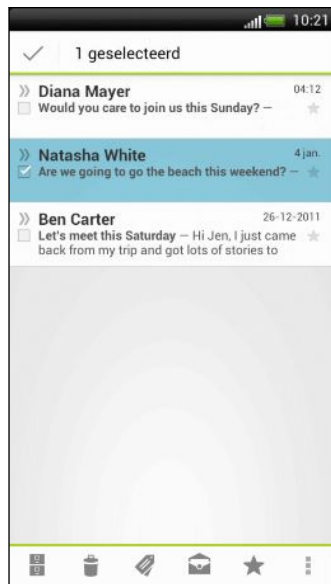 10:21
1 geselecteerd
Diana Mayer 04:12
Would you care to join us this Sunday? –
Natasha White 4 jan.
Are we going to go the beach this weekend? –
Ben Carter 26-12-2011
Let's meet this Saturday – Hi Jen, I just came
back from my trip and got lots of stories to